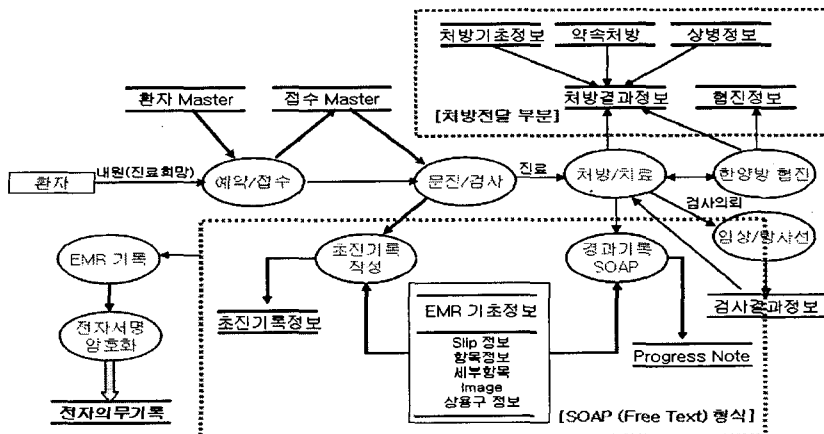 처방기초정보 약속처방 상병정보
환자 Master 접수 Master 처방결과정보 협진정보
[처방전달 부분]
환자 내원(진료희망) 예약/접수 문진/검사 진료 처방/치료 한양방 협진
검사의뢰
EMR 기록 초진기록 작성 경과기록 SOAP 임상/방사선
초진기록정보 EMR 기초정보 검사결과정보
전자서명
암호화
Slip 정보
항목정보
세부항목
Image
상용구 정보
Progress Note
전자의무기록
[SOAP (Free Text) 형식]